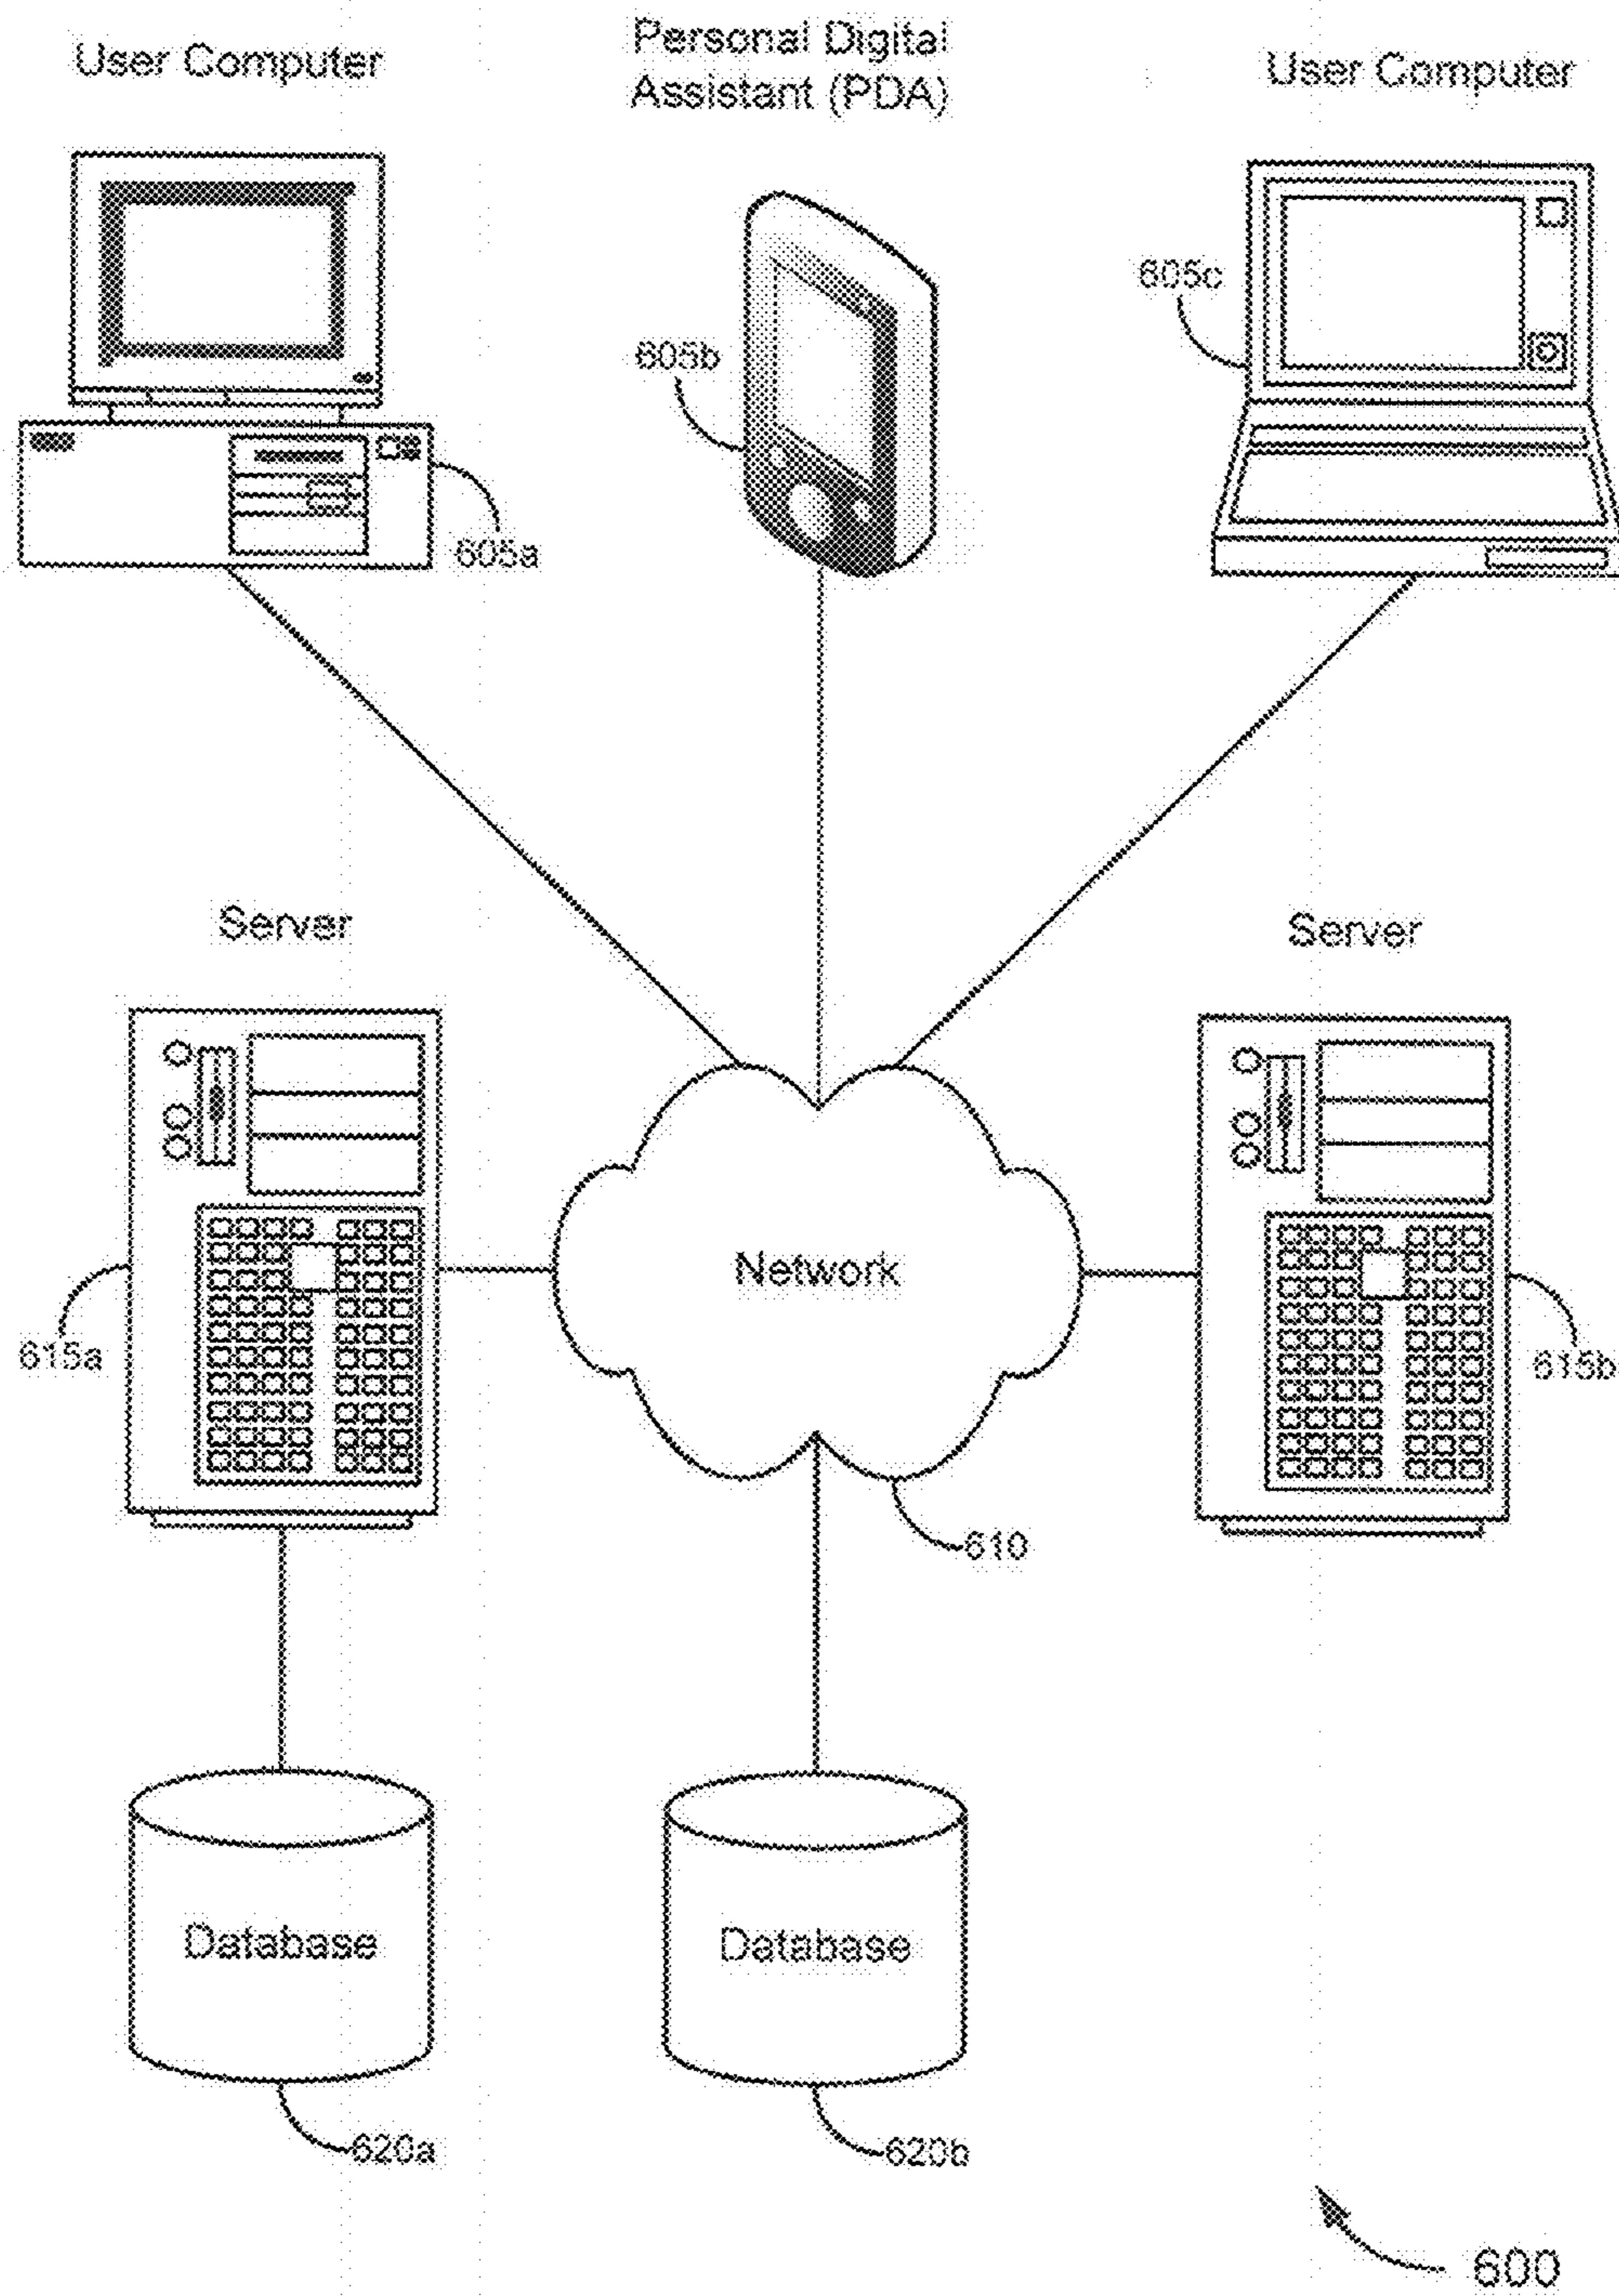 User Computer
Personal Digital
Assistant (PDA)
User Computer
605a
605b
605c
Server
Server
Network
615a
615b
610
Database
Database
620a
620b
600